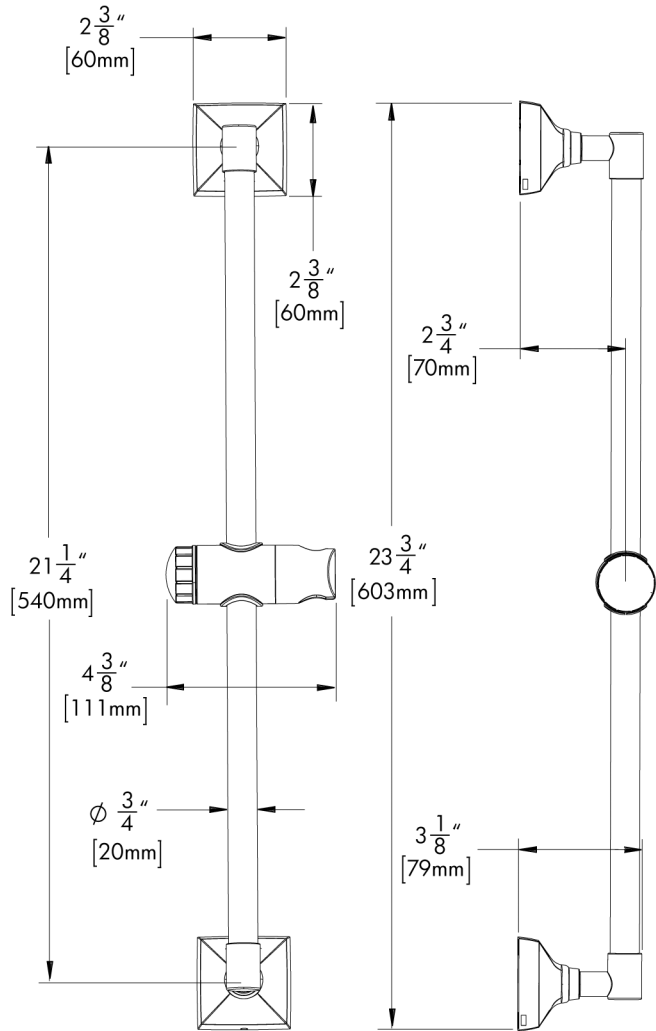 2 3/8"
[60mm]
2 3/8"
[60mm]
2 3/4"
[70mm]
21 1/4"
[540mm]
23 3/4"
[603mm]
4 3/8"
[111mm]
Ø 3/4"
[20mm]
3 1/8"
[79mm]